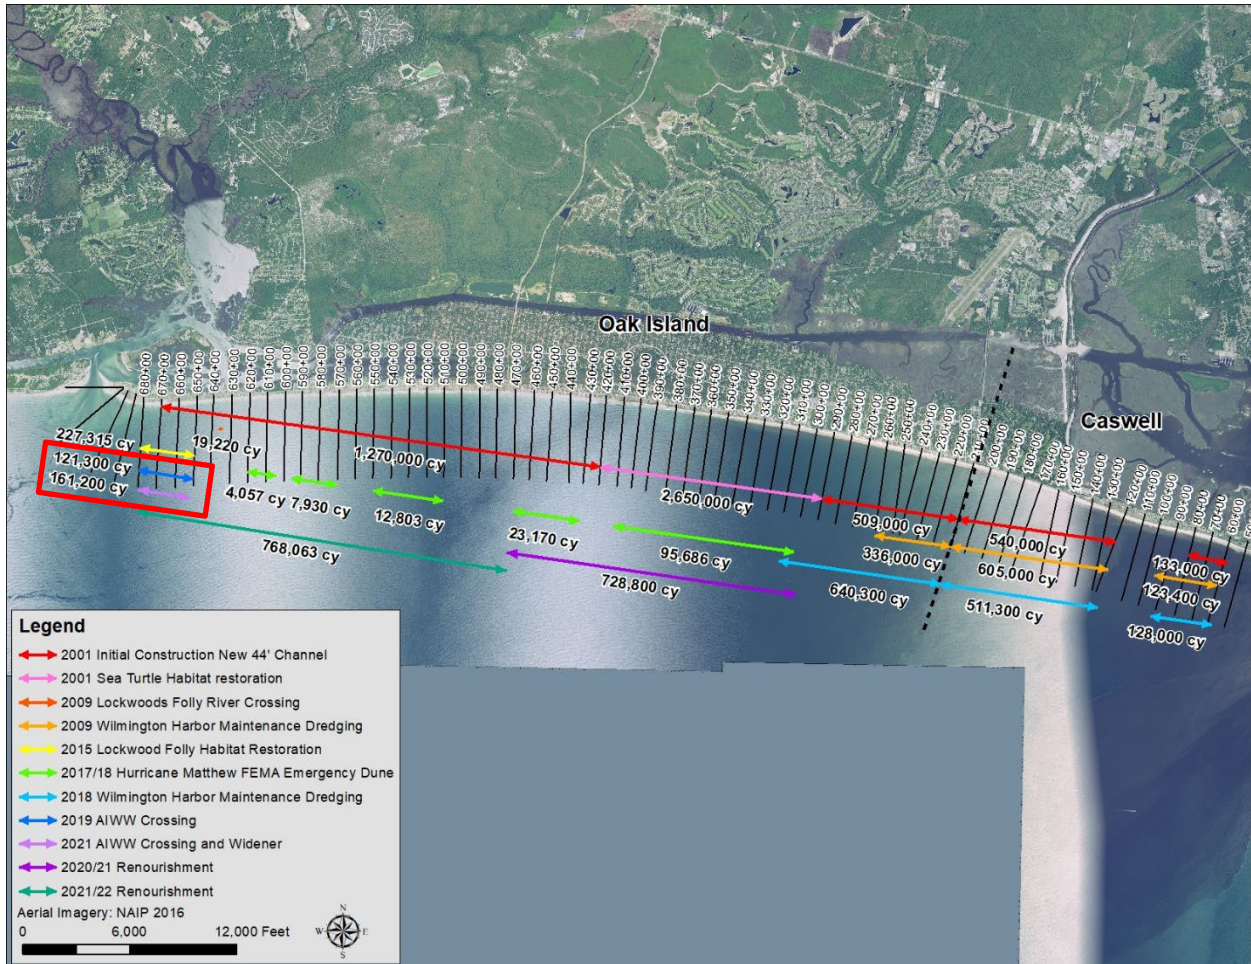 Oak Island
Caswell
680+00
670+00
660+00
650+00
640+00
630+00
620+00
610+00
600+00
590+00
580+00
570+00
560+00
550+00
540+00
530+00
520+00
510+00
500+00
490+00
480+00
470+00
460+00
450+00
440+00
430+00
420+00
410+00
400+00
390+00
380+00
370+00
360+00
350+00
340+00
330+00
320+00
310+00
300+00
290+00
280+00
270+00
260+00
250+00
240+00
230+00
220+00
210+00
200+00
190+00
180+00
170+00
160+00
150+00
140+00
130+00
120+00
110+00
100+00
90+00
80+00
70+00
60+00
227,315 cy
19,220 cy
1,270,000 cy
2,650,000 cy
509,000 cy
540,000 cy
133,000 cy
121,300 cy
161,200 cy
4,057 cy
7,930 cy
12,803 cy
23,170 cy
95,686 cy
336,000 cy
605,000 cy
123,400 cy
768,063 cy
728,800 cy
640,300 cy
511,300 cy
128,000 cy
Legend
2001 Initial Construction New 44' Channel
2001 Sea Turtle Habitat restoration
2009 Lockwoods Folly River Crossing
2009 Wilmington Harbor Maintenance Dredging
2015 Lockwood Folly Habitat Restoration
2017/18 Hurricane Matthew FEMA Emergency Dune
2018 Wilmington Harbor Maintenance Dredging
2019 AIWW Crossing
2021 AIWW Crossing and Widener
2020/21 Renourishment
2021/22 Renourishment
Aerial Imagery: NAIP 2016
0 6,000 12,000 Feet
N
W E
S